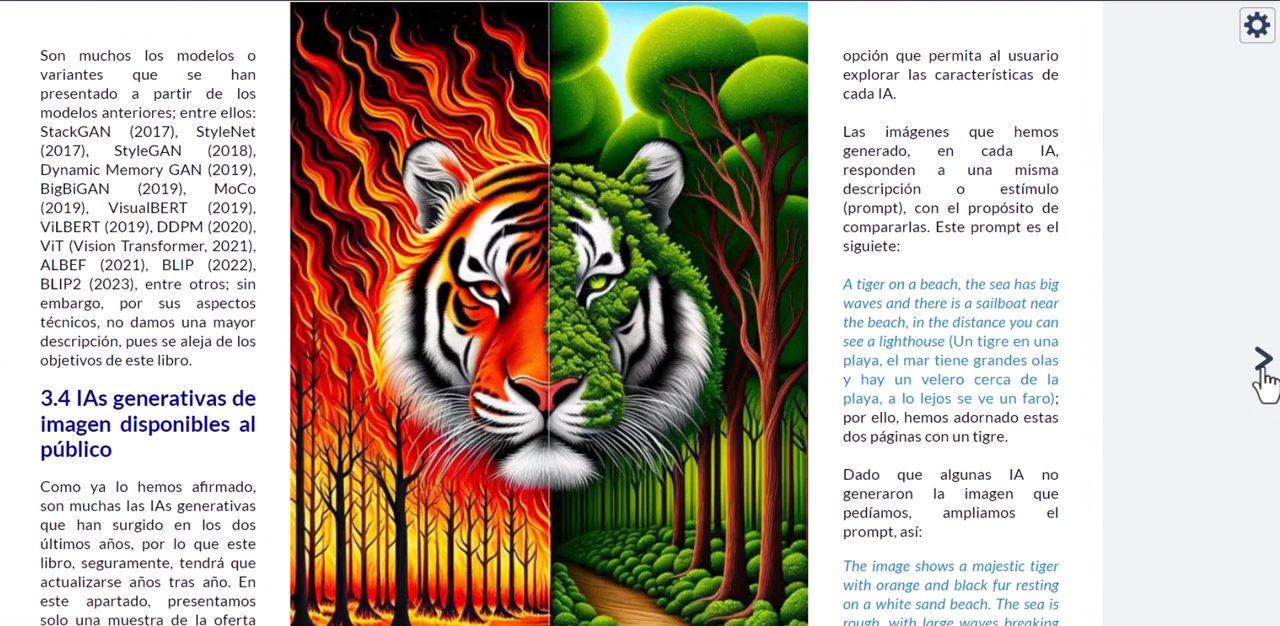 Son muchos los modelos o
variantes que se han
presentado a partir de los
modelos anteriores; entre ellos:
StackGAN (2017), StyleNet
(2017), StyleGAN (2018),
Dynamic Memory GAN (2019),
BigBiGAN (2019), MoCo
(2019), VisualBERT (2019),
ViLBERT (2019), DDPM (2020),
ViT (Vision Transformer, 2021),
ALBEF (2021), BLIP (2022),
BLIP2 (2023), entre otros; sin
embargo, por sus aspectos
técnicos, no damos una mayor
descripción, pues se aleja de los
objetivos de este libro.
3.4 IAs generativas de
imagen disponibles al
público
Como ya lo hemos afirmado,
son muchas las IAs generativas
que han surgido en los dos
últimos años, por lo que este
libro, seguramente, tendrá que
actualizarse años tras año. En
este apartado, presentamos
solo una muestra de la oferta
opción que permita al usuario
explorar las características de
cada IA.
Las imágenes que hemos
generado, en cada IA,
responden a una misma
descripción o estímulo
(prompt), con el propósito de
compararlas. Este prompt es el
siguiete:
A tiger on a beach, the sea has big
waves and there is a sailboat near
the beach, in the distance you can
see a lighthouse (Un tigre en una
playa, el mar tiene grandes olas
y hay un velero cerca de la
playa, a lo lejos se ve un faro);
por ello, hemos adornado estas
dos páginas con un tigre.
Dado que algunas IA no
generaron la imagen que
pedíamos, ampliamos el
prompt, así:
The image shows a majestic tiger
with orange and black fur resting
on a white sand beach. The sea is
rough, with large waves breaking